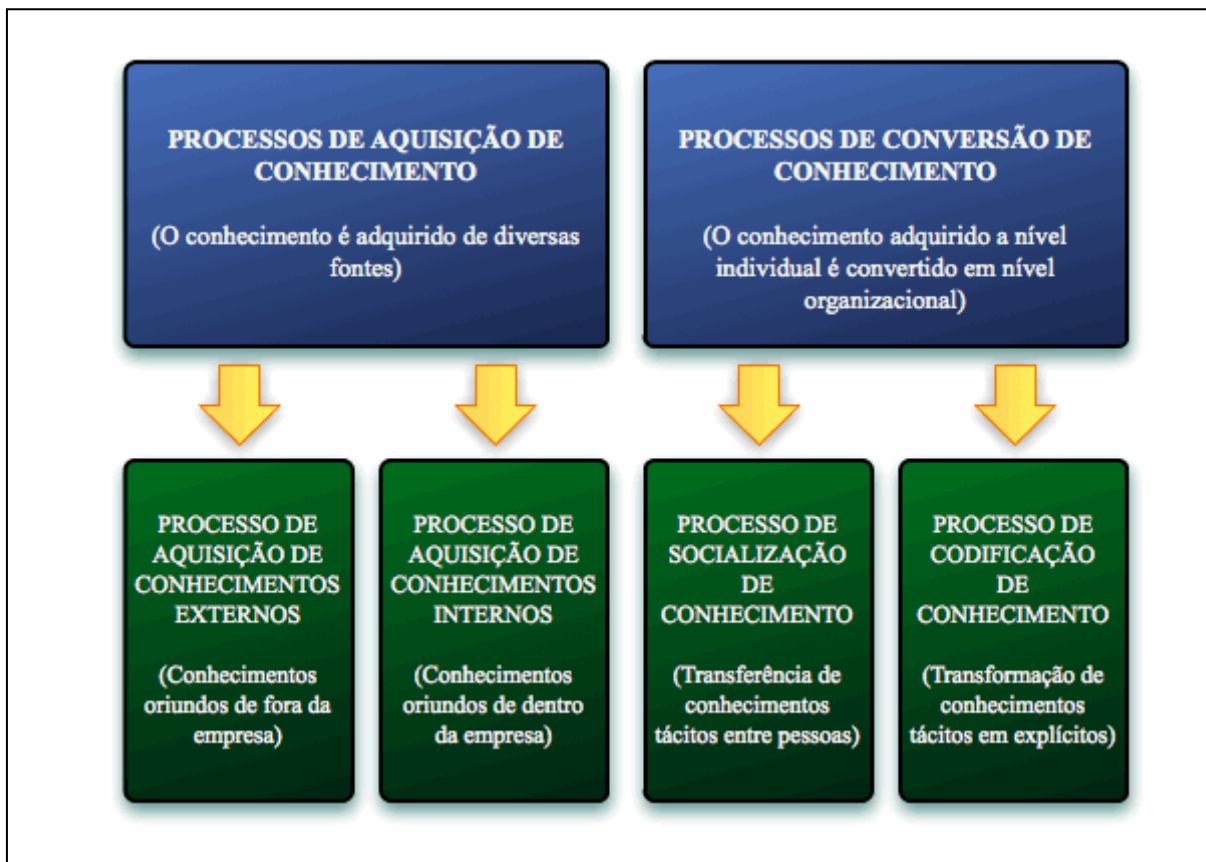 PROCESSOS DE AQUISIÇÃO DE
CONHECIMENTO
(O conhecimento é adquirido de diversas
fontes)
PROCESSOS DE CONVERSÃO DE
CONHECIMENTO
(O conhecimento adquirido a nível
individual é convertido em nível
organizacional)
PROCESSO DE
AQUISIÇÃO DE
CONHECIMENTOS
EXTERNOS
(Conhecimentos
oriundos de fora da
empresa)
PROCESSO DE
AQUISIÇÃO DE
CONHECIMENTOS
INTERNOS
(Conhecimentos
oriundos de dentro
da empresa)
PROCESSO DE
SOCIALIZAÇÃO
DE
CONHECIMENTO
(Transferência de
conhecimentos
tácitos entre pessoas)
PROCESSO DE
CODIFICAÇÃO
DE
CONHECIMENTO
(Transformação de
conhecimentos
tácitos em explícitos)